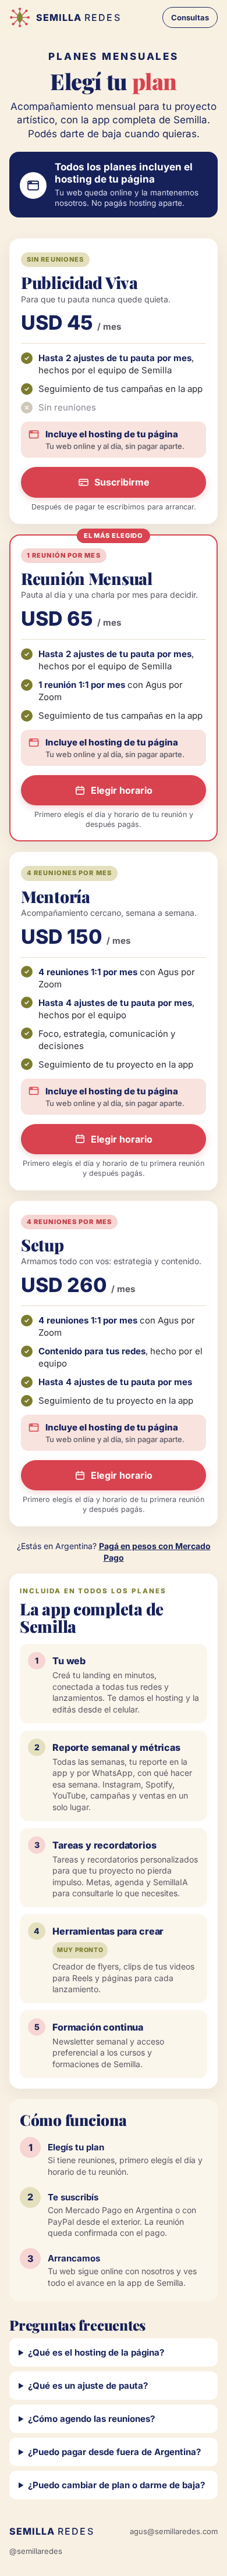 SEMILLA REDES
Consultas
PLANES MENSUALES
Elegí tu plan
Acompañamiento mensual para tu proyecto
artístico, con la app completa de Semilla.
Podés darte de baja cuando quieras.
Todos los planes incluyen el
hosting de tu página
Tu web queda online y la mantenemos
nosotros. No pagás hosting aparte.
SIN REUNIONES
Publicidad Viva
Para que tu pauta nunca quede quieta.
USD 45 / mes
Hasta 2 ajustes de tu pauta por mes,
hechos por el equipo de Semilla
Seguimiento de tus campañas en la app
Sin reuniones
Incluye el hosting de tu página
Tu web online y al día, sin pagar aparte.
Suscribirme
Después de pagar te escribimos para arrancar.
EL MÁS ELEGIDO
1 REUNIÓN POR MES
Reunión Mensual
Pauta al día y una charla por mes para decidir.
USD 65 / mes
Hasta 2 ajustes de tu pauta por mes,
hechos por el equipo de Semilla
1 reunión 1:1 por mes con Agus por
Zoom
Seguimiento de tus campañas en la app
Incluye el hosting de tu página
Tu web online y al día, sin pagar aparte.
Elegir horario
Primero elegís el día y horario de tu reunión y
después pagás.
4 REUNIONES POR MES
Mentoría
Acompañamiento cercano, semana a semana.
USD 150 / mes
4 reuniones 1:1 por mes con Agus por
Zoom
Hasta 4 ajustes de tu pauta por mes,
hechos por el equipo
Foco, estrategia, comunicación y
decisiones
Seguimiento de tu proyecto en la app
Incluye el hosting de tu página
Tu web online y al día, sin pagar aparte.
Elegir horario
Primero elegís el día y horario de tu primera reunión
y después pagás.
4 REUNIONES POR MES
Setup
Armamos todo con vos: estrategia y contenido.
USD 260 / mes
4 reuniones 1:1 por mes con Agus por
Zoom
Contenido para tus redes, hecho por el
equipo
Hasta 4 ajustes de tu pauta por mes
Seguimiento de tu proyecto en la app
Incluye el hosting de tu página
Tu web online y al día, sin pagar aparte.
Elegir horario
Primero elegís el día y horario de tu primera reunión
y después pagás.
¿Estás en Argentina? Pagá en pesos con Mercado
Pago
INCLUIDA EN TODOS LOS PLANES
La app completa de
Semilla
1
Tu web
Creá tu landing en minutos,
conectada a todas tus redes y
lanzamientos. Te damos el hosting y la
editás desde el celular.
2
Reporte semanal y métricas
Todas las semanas, tu reporte en la
app y por WhatsApp, con qué hacer
esa semana. Instagram, Spotify,
YouTube, campañas y ventas en un
solo lugar.
3
Tareas y recordatorios
Tareas y recordatorios personalizados
para que tu proyecto no pierda
impulso. Metas, agenda y SemillaIA
para consultarle lo que necesites.
4
Herramientas para crear
MUY PRONTO
Creador de flyers, clips de tus videos
para Reels y páginas para cada
lanzamiento.
5
Formación continua
Newsletter semanal y acceso
preferencial a los cursos y
formaciones de Semilla.
Cómo funciona
1
Elegís tu plan
Si tiene reuniones, primero elegís el día y
horario de tu reunión.
2
Te suscribís
Con Mercado Pago en Argentina o con
PayPal desde el exterior. La reunión
queda confirmada con el pago.
3
Arrancamos
Tu web sigue online con nosotros y ves
todo el avance en la app de Semilla.
Preguntas frecuentes
¿Qué es el hosting de la página?
¿Qué es un ajuste de pauta?
¿Cómo agendo las reuniones?
¿Puedo pagar desde fuera de Argentina?
¿Puedo cambiar de plan o darme de baja?
SEMILLA REDES
agus@semillaredes.com
@semillaredes